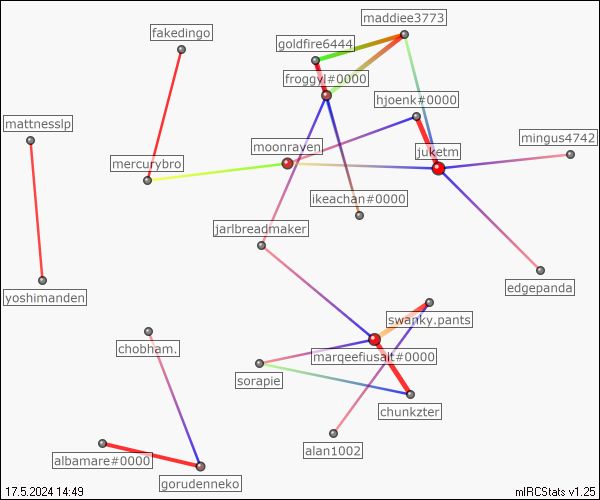 maddiee3773
fakedingo
goldfire6444
froggyl#0000
hjoenk#0000
mattnesslp
mingus4742
moonraven
juketm
mercurybro
ikeachan#0000
jarlbreadmaker
edgepanda
yoshimanden
swanky.pants
chobham.
marqeefiusait#0000
sorapie
chunkzter
alan1002
albamare#0000
gorudenneko
17.5.2024 14:49
mIRCStats v1.25